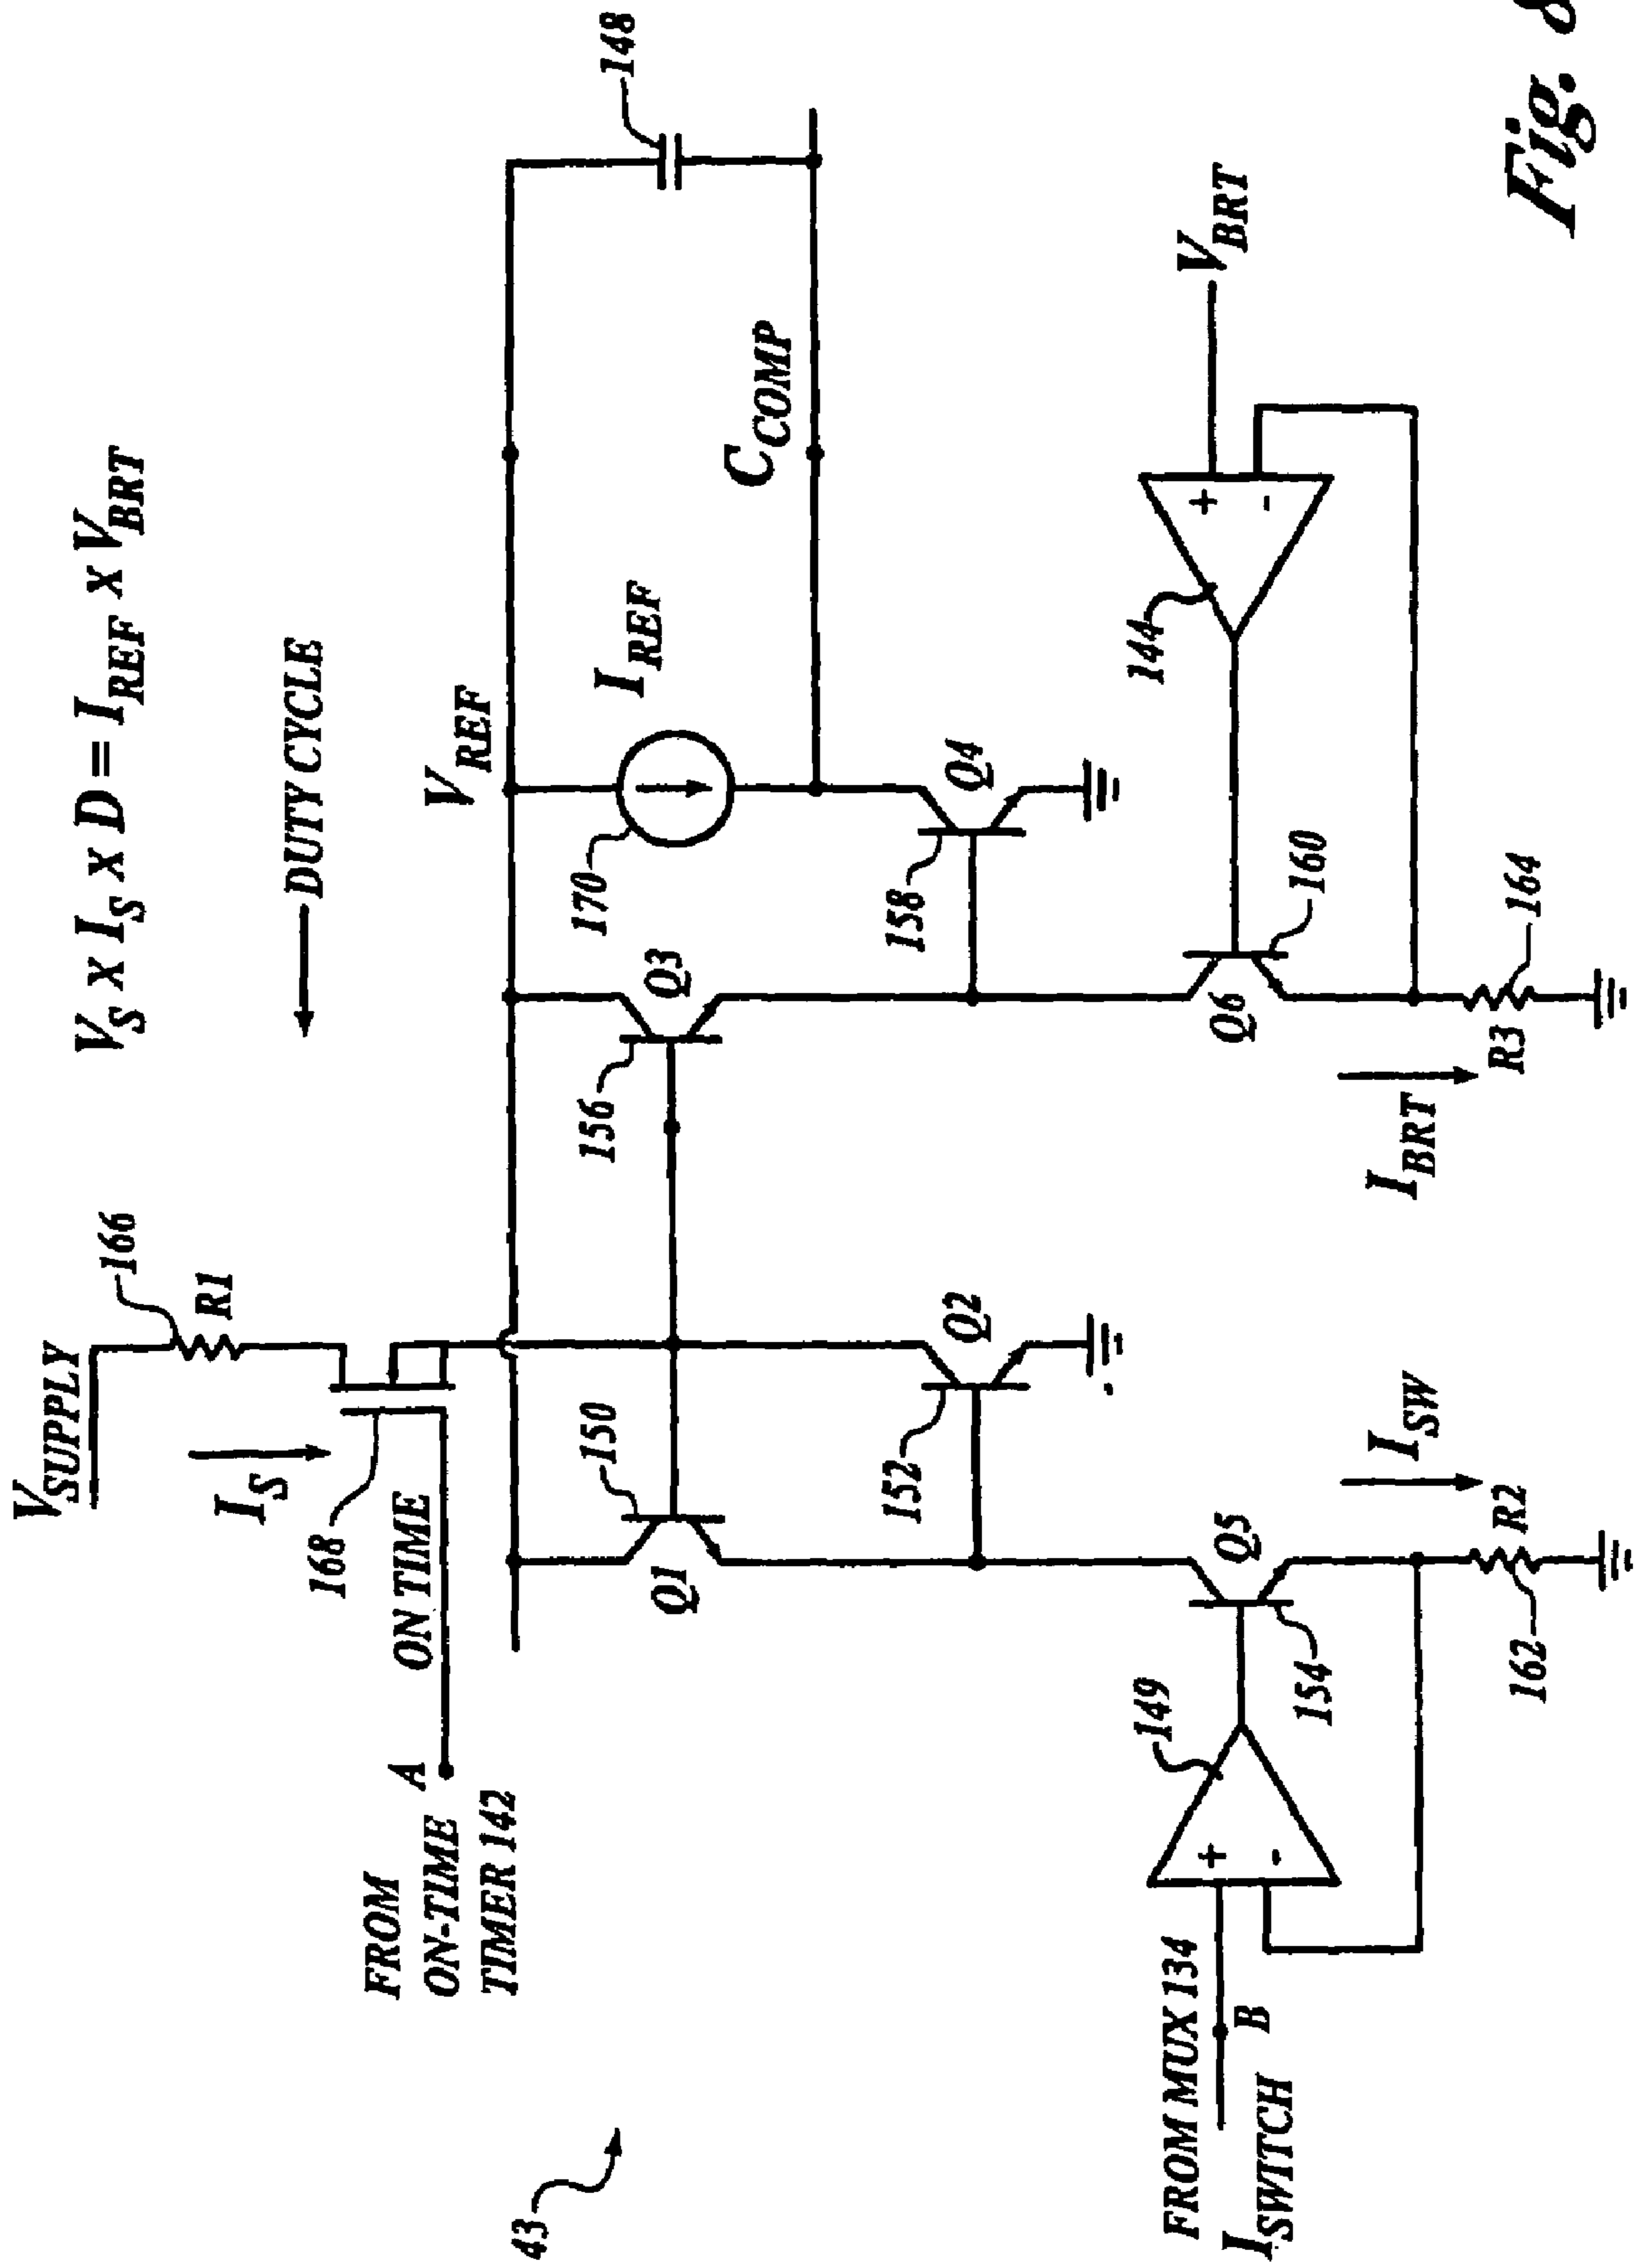 V_S x I_S x D = I_REF x V_BRT
DUTY CYCLE
V_SUPPLY
166
R1
I_S
168
ON TIME
FROM A
ON-TIME
TIMER 142
V_REF
43
150
Q1
156
Q3
170
I_REF
148
C_COMP
152
Q2
158
Q4
149
+
-
FROM MUX 134
B
I_SWITCH
Q5
154
I_SW
162
R2
Q6
160
144
+
-
V_BRT
I_BRT
R3
164
Fig. 8